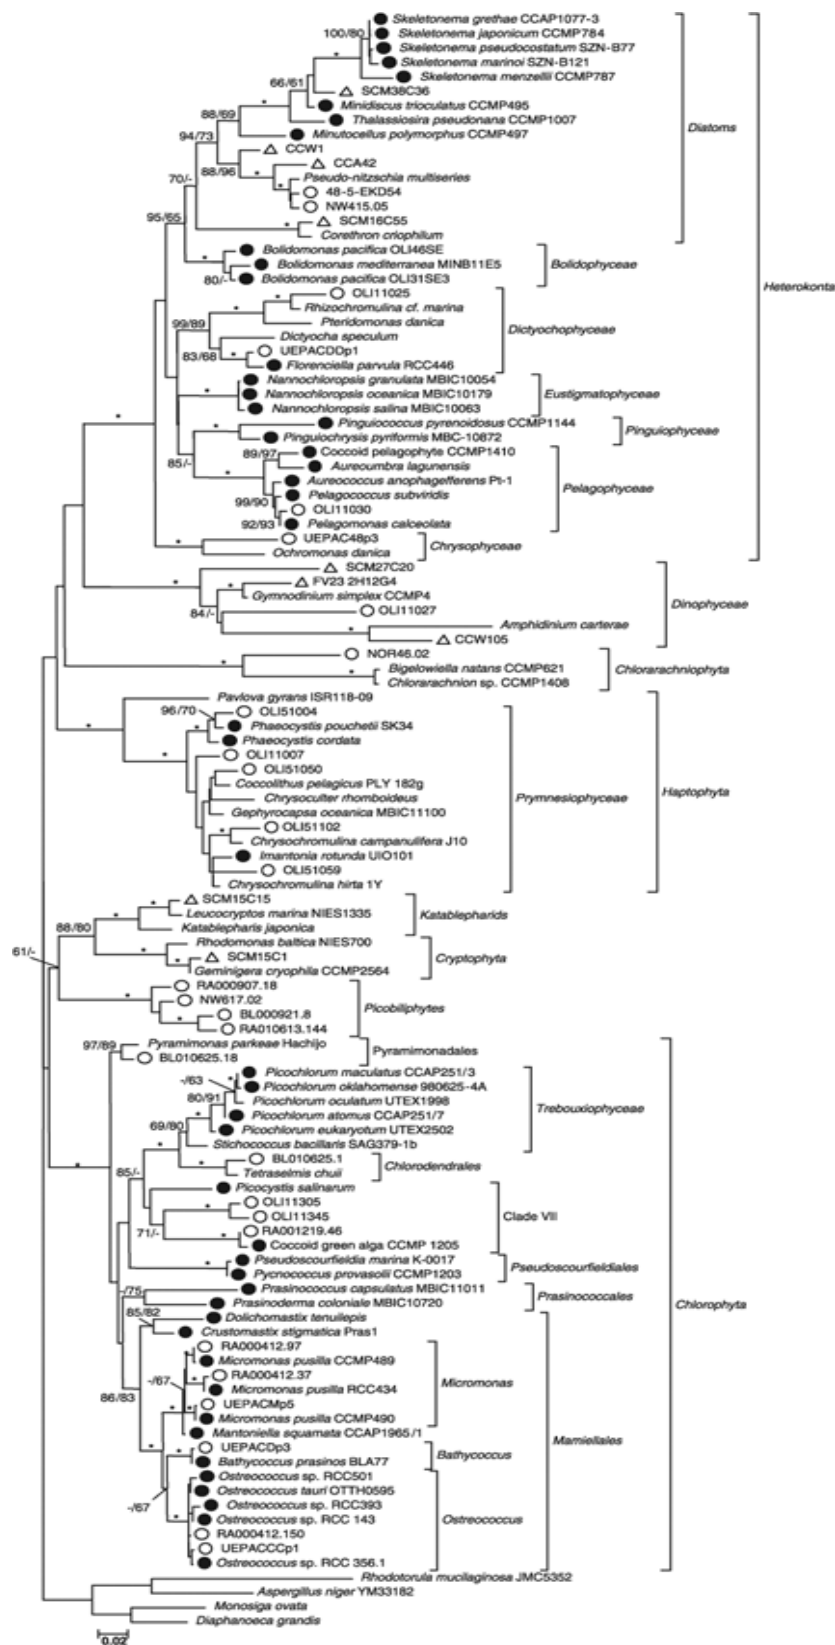 Skeletonema grethae CCAP1077-3
100/80
Skeletonema japonicum CCMP784
Skeletonema pseudocostatum SZN-B77
*
Skeletonema marinoi SZN-B121
Skeletonema menzellii CCMP787
66/61
SCM38C36
*
Minidiscus trioculatus CCMP495
88/69
Thalassiosira pseudonana CCMP1007
Diatoms
94/73
Minutocellus polymorphus CCMP497
*
CCW1
88/96
*
CCA42
70/-
Pseudo-nitzschia multiseries
*
48-5-EKD54
NW415.05
95/65
*
SCM16C55
Corethron criophilum
Bolidomonas pacifica OLI46SE
*
Bolidomonas mediterranea MINB11E5
Bolidophyceae
80/-
Bolidomonas pacifica OLI31SE3
Heterokonta
OLI11025
*
Rhizochromulina cf. marina
99/89
Pteridomonas danica
Dictyochophyceae
Dictyocha speculum
83/68
*
UEPACDDp1
Florenciella parvula RCC446
Nannochloropsis granulata MBIC10054
*
Nannochloropsis oceanica MBIC10179
Eustigmatophyceae
Nannochloropsis salina MBIC10063
*
*
Pinguiococcus pyrenoidosus CCMP1144
Pinguiophyceae
Pinguiochrysis pyriformis MBC-10872
85/-
89/97
Coccoid pelagophyte CCMP1410
*
Aureoumbra lagunensis
Aureococcus anophagefferens Pt-1
Pelagophyceae
99/90
Pelagococcus subviridis
OLI11030
92/93
Pelagomonas calceolata
UEPAC48p3
*
Chrysophyceae
Ochromonas danica
SCM27C20
*
*
FV23 2H12G4
Gymnodinium simplex CCMP4
Dinophyceae
84/-
OLI11027
*
Amphidinium carterae
CCW105
NOR46.02
*
*
Bigelowiella natans CCMP621
Chlorarachniophyta
Chlorarachnion sp. CCMP1408
Pavlova gyrans ISR118-09
96/70
OLI51004
*
Phaeocystis pouchetii SK34
*
*
Phaeocystis cordata
OLI11007
OLI51050
Coccolithus pelagicus PLY 182g
Prymnesiophyceae
Haptophyta
Chrysoculter rhomboideus
Gephyrocapsa oceanica MBIC11100
OLI51102
*
Chrysochromulina campanulifera J10
Imantonia rotunda UIO101
*
OLI51059
Chrysochromulina hirta 1Y
SCM15C15
*
*
Leucocryptos marina NIES1335
Katablepharids
88/80
Katablepharis japonica
Rhodomonas baltica NIES700
61/-
*
*
SCM15C1
Cryptophyta
Geminigera cryophila CCMP2564
RA000907.18
*
*
NW617.02
Picobiliphytes
*
BL000921.8
RA010613.144
97/89
Pyramimonas parkeae Hachijo
Pyramimonadales
BL010625.18
-/63
*
Picochlorum maculatus CCAP251/3
Picochlorum oklahomense 980625-4A
80/91
Picochlorum oculatum UTEX1998
Trebouxiophyceae
69/80
Picochlorum atomus CCAP251/7
*
Picochlorum eukaryotum UTEX2502
Stichococcus bacillaris SAG379-1b
*
BL010625.1
*
Chlorodendrales
Tetraselmis chuii
85/-
Picocystis salinarum
OLI11305
*
OLI11345
Clade VII
71/-
RA001219.46
*
Coccoid green alga CCMP 1205
Pseudoscourfieldia marina K-0017
*
Pseudoscourfieldiales
Pycnococcus provasolii CCMP1203
Chlorophyta
-/75
Prasinococcus capsulatus MBIC11011
Prasinococcales
Prasinoderma coloniale MBIC10720
85/82
Dolichomastix tenuilepis
Crustomastix stigmatica Pras1
RA000412.97
Micromonas pusilla CCMP489
-/67
*
RA000412.37
Micromonas
86/83
Micromonas pusilla RCC434
*
*
UEPACMp5
Micromonas pusilla CCMP490
*
Mantoniella squamata CCAP1965/1
Mamiellales
*
*
UEPACDp3
Bathycoccus
Bathycoccus prasinos BLA77
-/67
Ostreococcus sp. RCC501
Ostreococcus tauri OTTH0595
Ostreococcus sp. RCC393
*
Ostreococcus sp. RCC 143
Ostreococcus
RA000412.150
UEPACCCp1
Ostreococcus sp. RCC 356.1
Rhodotorula mucilaginosa JMC5352
*
Aspergillus niger YM33182
Monosiga ovata
*
Diaphanoeca grandis
0.02